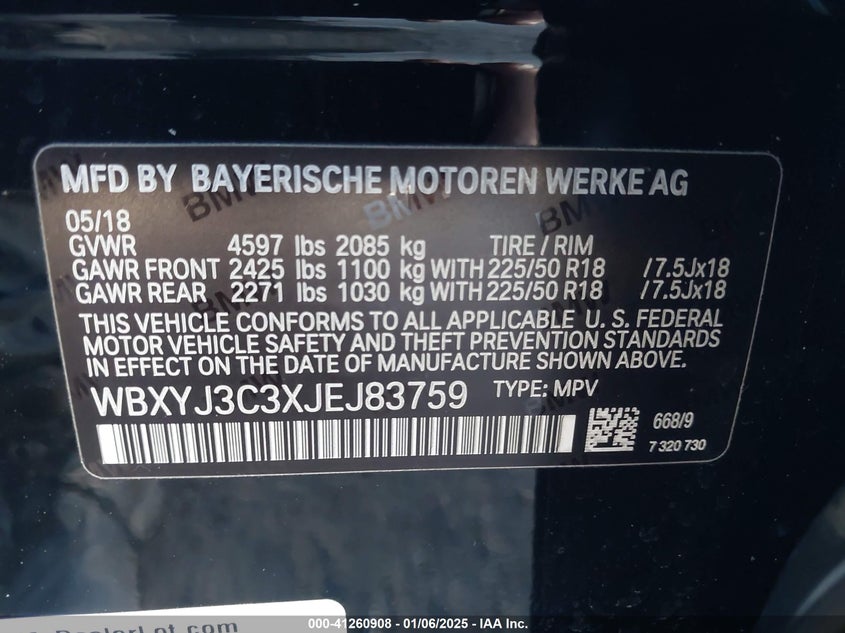 MFD BY BAYERISCHE MOTOREN WERKE AG
05/18
GVWR 4597 lbs 2085 kg TIRE / RIM
GAWR FRONT 2425 lbs 1100 kg WITH 225/50 R18 /7.5Jx18
GAWR REAR 2271 lbs 1030 kg WITH 225/50 R18 /7.5Jx18
THIS VEHICLE CONFORMS TO ALL APPLICABLE U. S. FEDERAL
MOTOR VEHICLE SAFETY AND THEFT PREVENTION STANDARDS
IN EFFECT ON THE DATE OF MANUFACTURE SHOWN ABOVE.
WBXYJ3C3XJEJ83759 TYPE: MPV
668/9
7 320 730
DealerLot.com
000-41260908 - 01/06/2025 - IAA Inc.